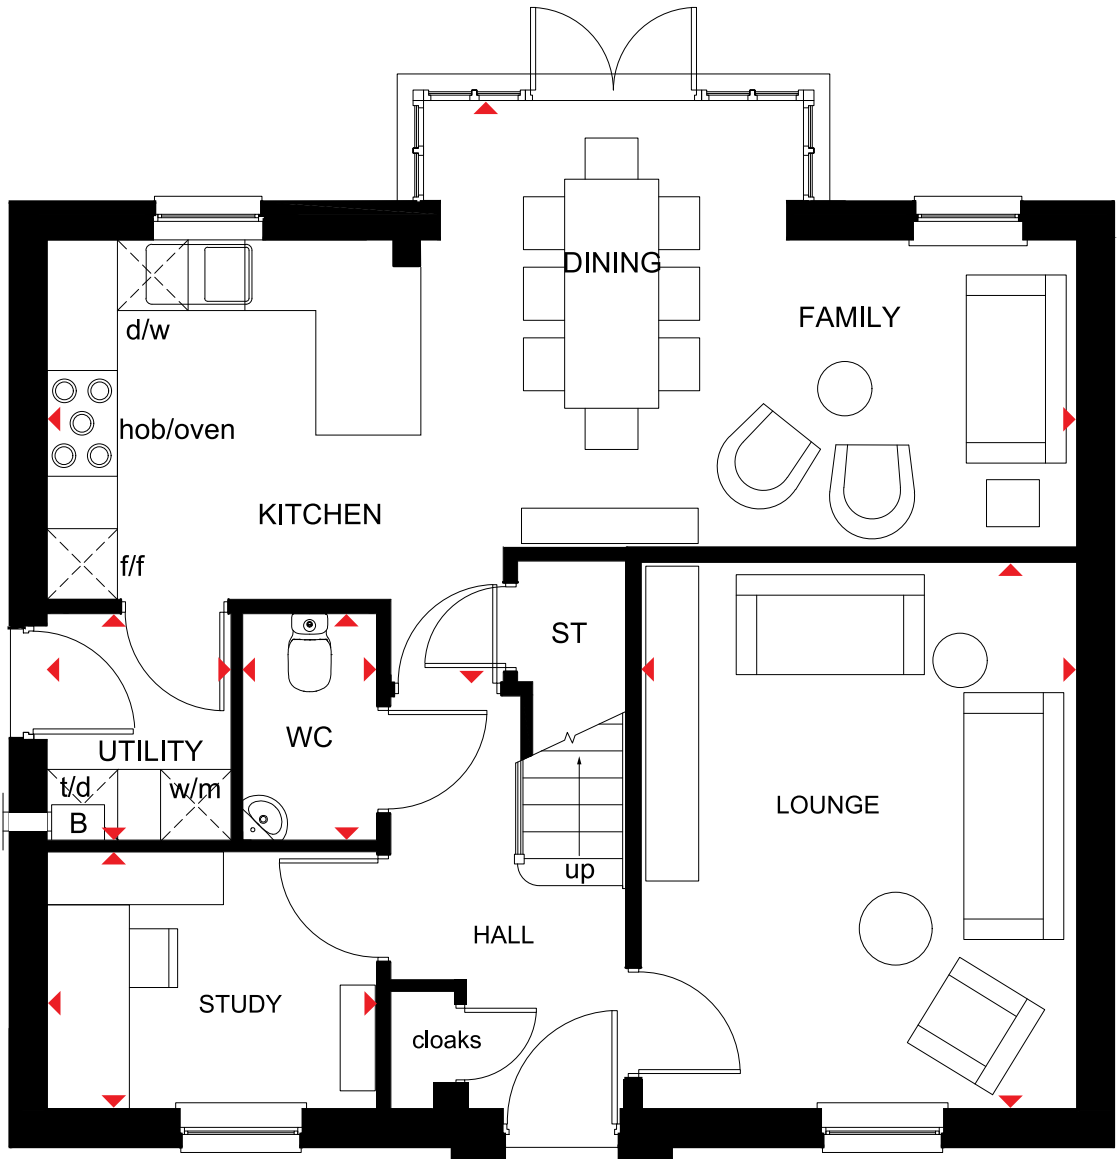 DINING
FAMILY
d/w
hob/oven
KITCHEN
f/f
ST
WC
UTILITY
t/d
w/m
B
LOUNGE
up
HALL
STUDY
cloaks